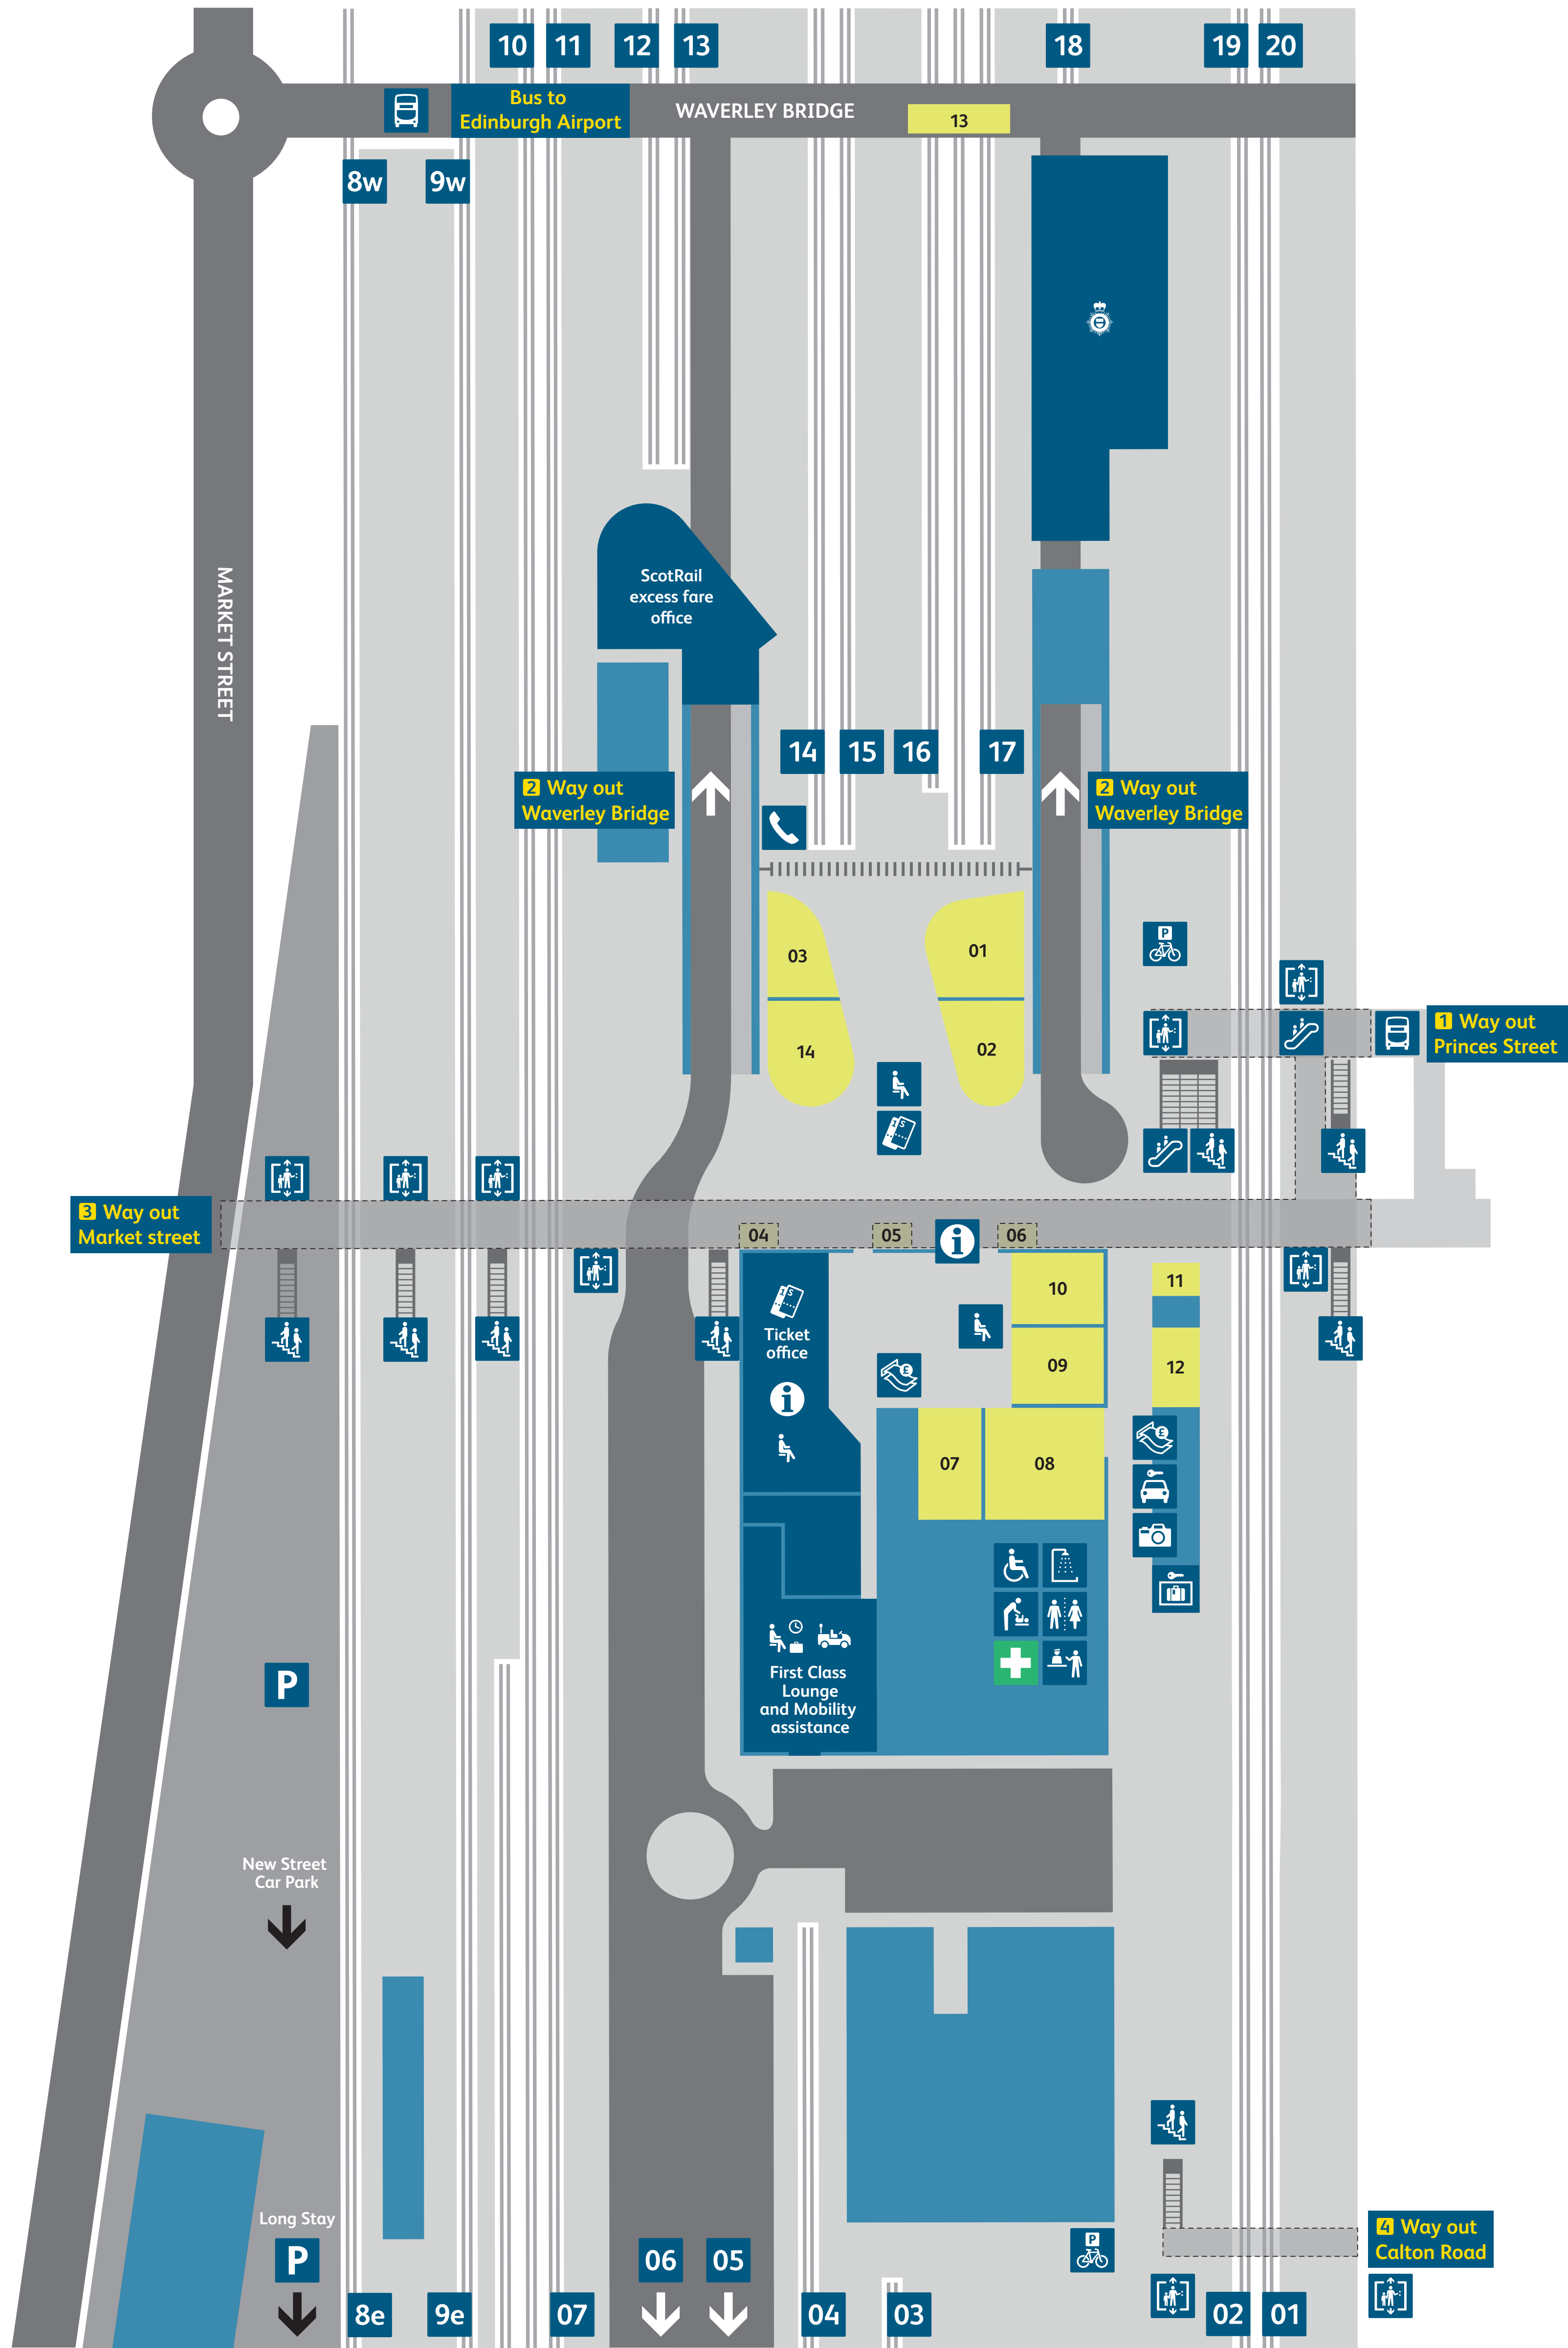 10
11
12
13
18
19
20
Bus to
Edinburgh Airport
WAVERLEY BRIDGE
13
8w
9w
MARKET STREET
ScotRail
excess fare
office
14
15
16
17
2 Way out
Waverley Bridge
2 Way out
Waverley Bridge
03
01
14
02
P
1 Way out
Princes Street
3 Way out
Market street
04
05
i
06
10
11
Ticket
office
09
12
i
£
£
07
08
P
First Class
Lounge
and Mobility
assistance
New Street
Car Park
Long Stay
P
P
4 Way out
Calton Road
06
05
8e
9e
07
04
03
02
01